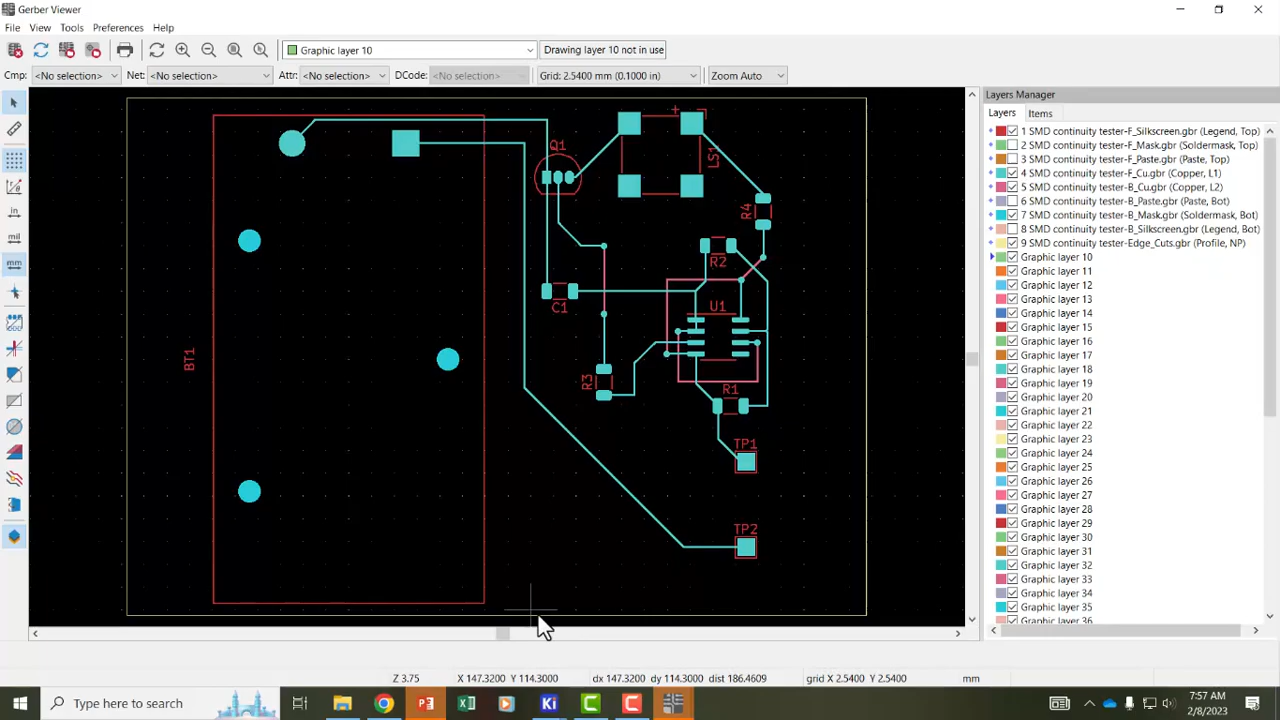 Gerber Viewer
File View Tools Preferences Help
Graphic layer 10
Drawing layer 10 not in use
Cmp: <No selection> Net: <No selection> Attr: <No selection> DCode: <No selection> Grid: 2.5400 mm (0.1000 in) Zoom Auto
in
mil
mm
+
Q1
LS1
R4
R2
U1
C1
BT1
R3
R1
TP1
TP2
Layers Manager
Layers Items
1 SMD continuity tester-F_Silkscreen.gbr (Legend, Top)
2 SMD continuity tester-F_Mask.gbr (Soldermask, Top)
3 SMD continuity tester-F_Paste.gbr (Paste, Top)
4 SMD continuity tester-F_Cu.gbr (Copper, L1)
5 SMD continuity tester-B_Cu.gbr (Copper, L2)
6 SMD continuity tester-B_Paste.gbr (Paste, Bot)
7 SMD continuity tester-B_Mask.gbr (Soldermask, Bot)
8 SMD continuity tester-B_Silkscreen.gbr (Legend, Bot)
9 SMD continuity tester-Edge_Cuts.gbr (Profile, NP)
Graphic layer 10
Graphic layer 11
Graphic layer 12
Graphic layer 13
Graphic layer 14
Graphic layer 15
Graphic layer 16
Graphic layer 17
Graphic layer 18
Graphic layer 19
Graphic layer 20
Graphic layer 21
Graphic layer 22
Graphic layer 23
Graphic layer 24
Graphic layer 25
Graphic layer 26
Graphic layer 27
Graphic layer 28
Graphic layer 29
Graphic layer 30
Graphic layer 31
Graphic layer 32
Graphic layer 33
Graphic layer 34
Graphic layer 35
Graphic layer 36
Z 3.75 X 147.3200 Y 114.3000 dx 147.3200 dy 114.3000 dist 186.4609 grid X 2.5400 Y 2.5400 mm
Type here to search
Ki
7:57 AM
2/8/2023